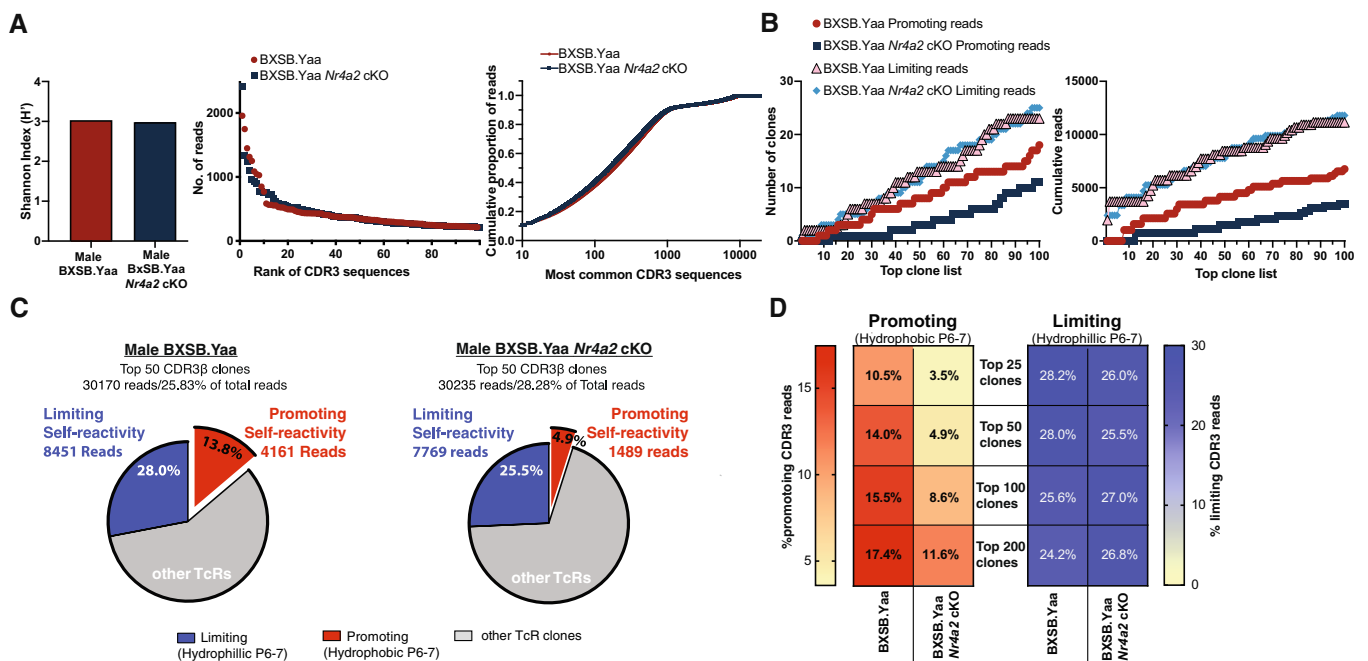 A
Shannon Index (H')
4
3
2
1
0
Male
BXSB.Yaa
Male
BXSB.Yaa
Nr4a2 cKO
BXSB.Yaa
BXSB.Yaa Nr4a2 cKO
No. of reads
2000
1000
0
20
40
60
80
Rank of CDR3 sequences
BXSB.Yaa
BXSB.Yaa Nr4a2 cKO
Cumulative proportion of reads
1.0
0.8
0.6
0.4
0.2
0.0
10
100
1000
10000
Most common CDR3 sequences
B
BXSB.Yaa Promoting reads
BXSB.Yaa Nr4a2 cKO Promoting reads
BXSB.Yaa Limiting reads
BXSB.Yaa Nr4a2 cKO Limiting reads
Number of clones
30
20
10
0
10 20 30 40 50 60 70 80 90 100
Top clone list
Cumulative reads
15000
10000
5000
0
10 20 30 40 50 60 70 80 90 100
Top clone list
C
Male BXSB.Yaa
Top 50 CDR3β clones
30170 reads/25.83% of total reads
Limiting
Self-reactivity
8451 Reads
Promoting
Self-reactivity
4161 Reads
28.0%
13.8%
other TcRs
Male BXSB.Yaa Nr4a2 cKO
Top 50 CDR3β clones
30235 reads/28.28% of Total reads
Limiting
Self-reactivity
7769 reads
Promoting
Self-reactivity
1489 reads
25.5%
4.9%
other TcRs
Limiting
(Hydrophillic P6-7)
Promoting
(Hydrophobic P6-7)
other TcR clones
D
Promoting
(Hydrophobic P6-7)
Limiting
(Hydrophillic P6-7)
%promotoing CDR3 reads
15
10
5
10.5% 3.5% Top 25 clones 28.2% 26.0%
14.0% 4.9% Top 50 clones 28.0% 25.5%
15.5% 8.6% Top 100 clones 25.6% 27.0%
17.4% 11.6% Top 200 clones 24.2% 26.8%
BXSB.Yaa
BXSB.Yaa
Nr4a2 cKO
BXSB.Yaa
BXSB.Yaa
Nr4a2 cKO
30
20
10
0
% limiting CDR3 reads